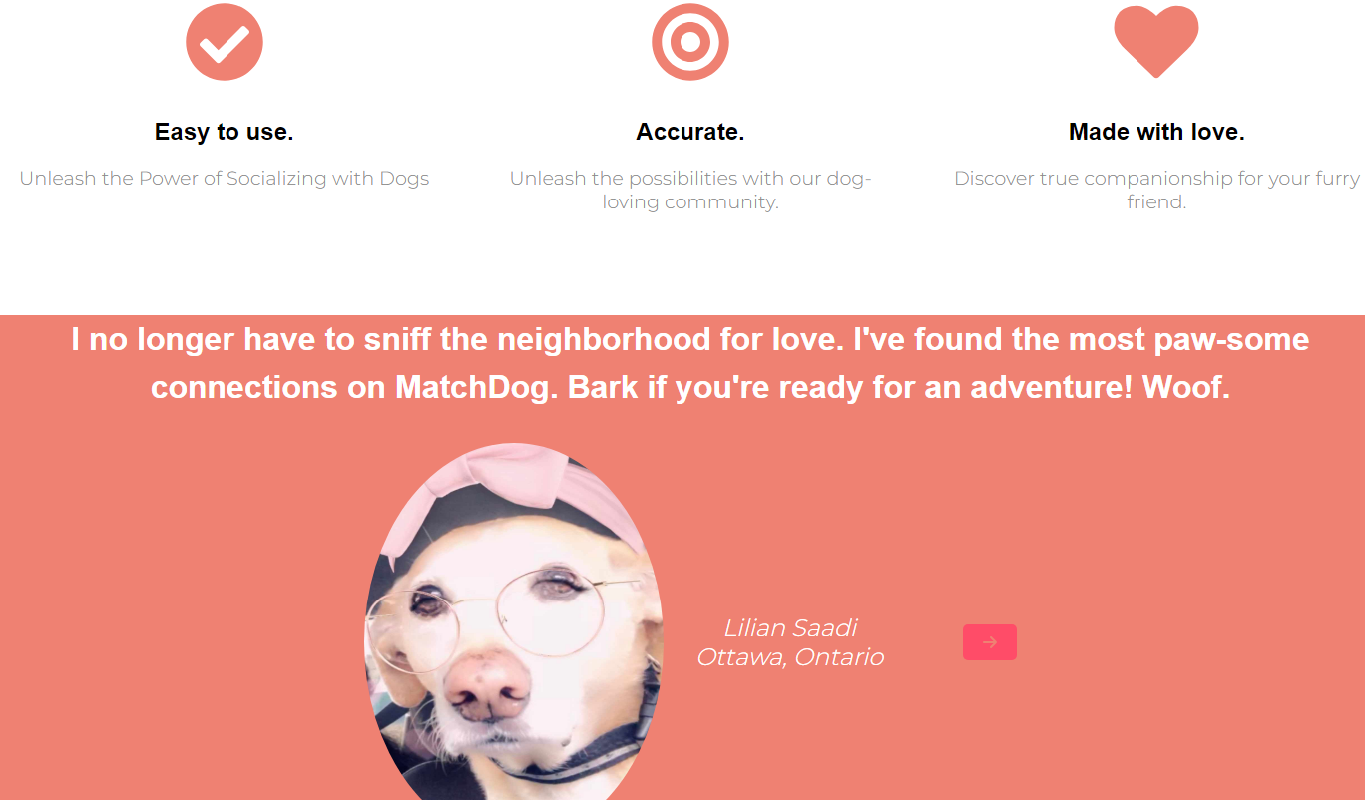 Easy to use.
Unleash the Power of Socializing with Dogs
Accurate.
Unleash the possibilities with our dog-
loving community.
Made with love.
Discover true companionship for your furry
friend.
I no longer have to sniff the neighborhood for love. I've found the most paw-some
connections on MatchDog. Bark if you're ready for an adventure! Woof.
Lilian Saadi
Ottawa, Ontario